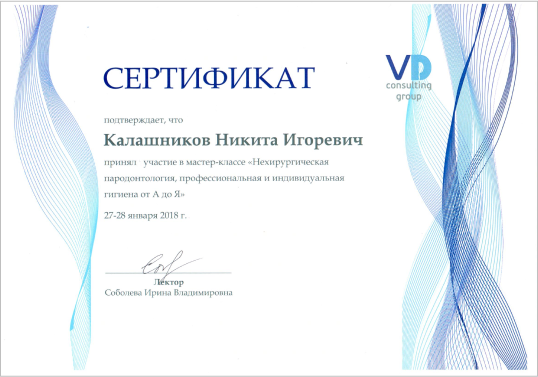 СЕРТИФИКАТ
VD
consulting
group
подтверждает, что
Калашников Никита Игоревич
принял участие в мастер-классе «Нехирургическая
пародонтология, профессиональная и индивидуальная
гигиена от А до Я»
27-28 января 2018 г.
Лектор
Соболева Ирина Владимировна